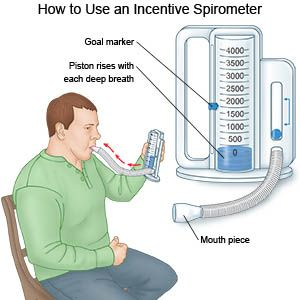 How to Use an Incentive Spirometer
Goal marker
Piston rises with
each deep breath
4000
3500
3000
2500
2000
1500
1000
500
0
Mouth piece